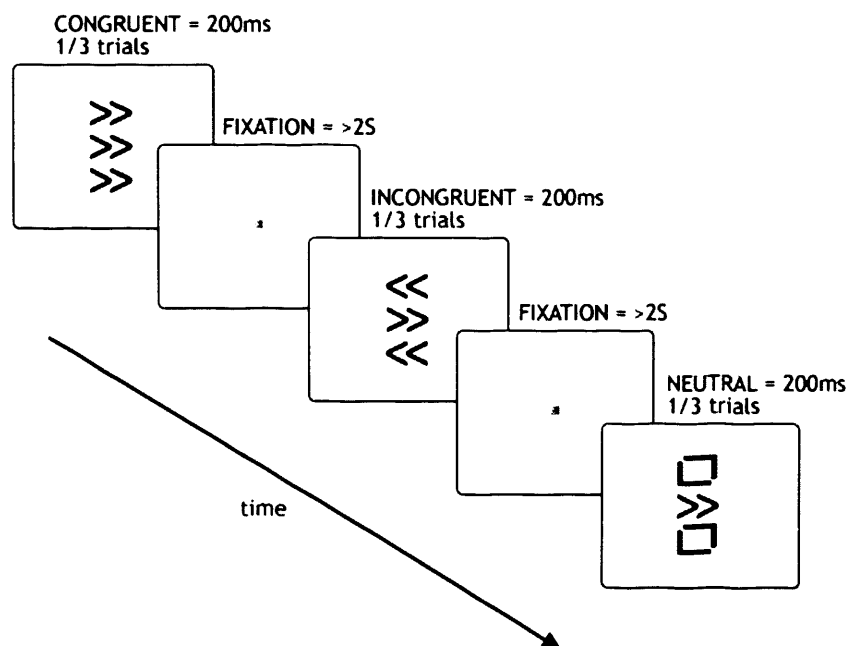 CONGRUENT = 200ms
1/3 trials
>>
>>
>>
FIXATION = >2S
INCONGRUENT = 200ms
1/3 trials
<<
>>
<<
FIXATION = >2S
NEUTRAL = 200ms
1/3 trials
>>
time